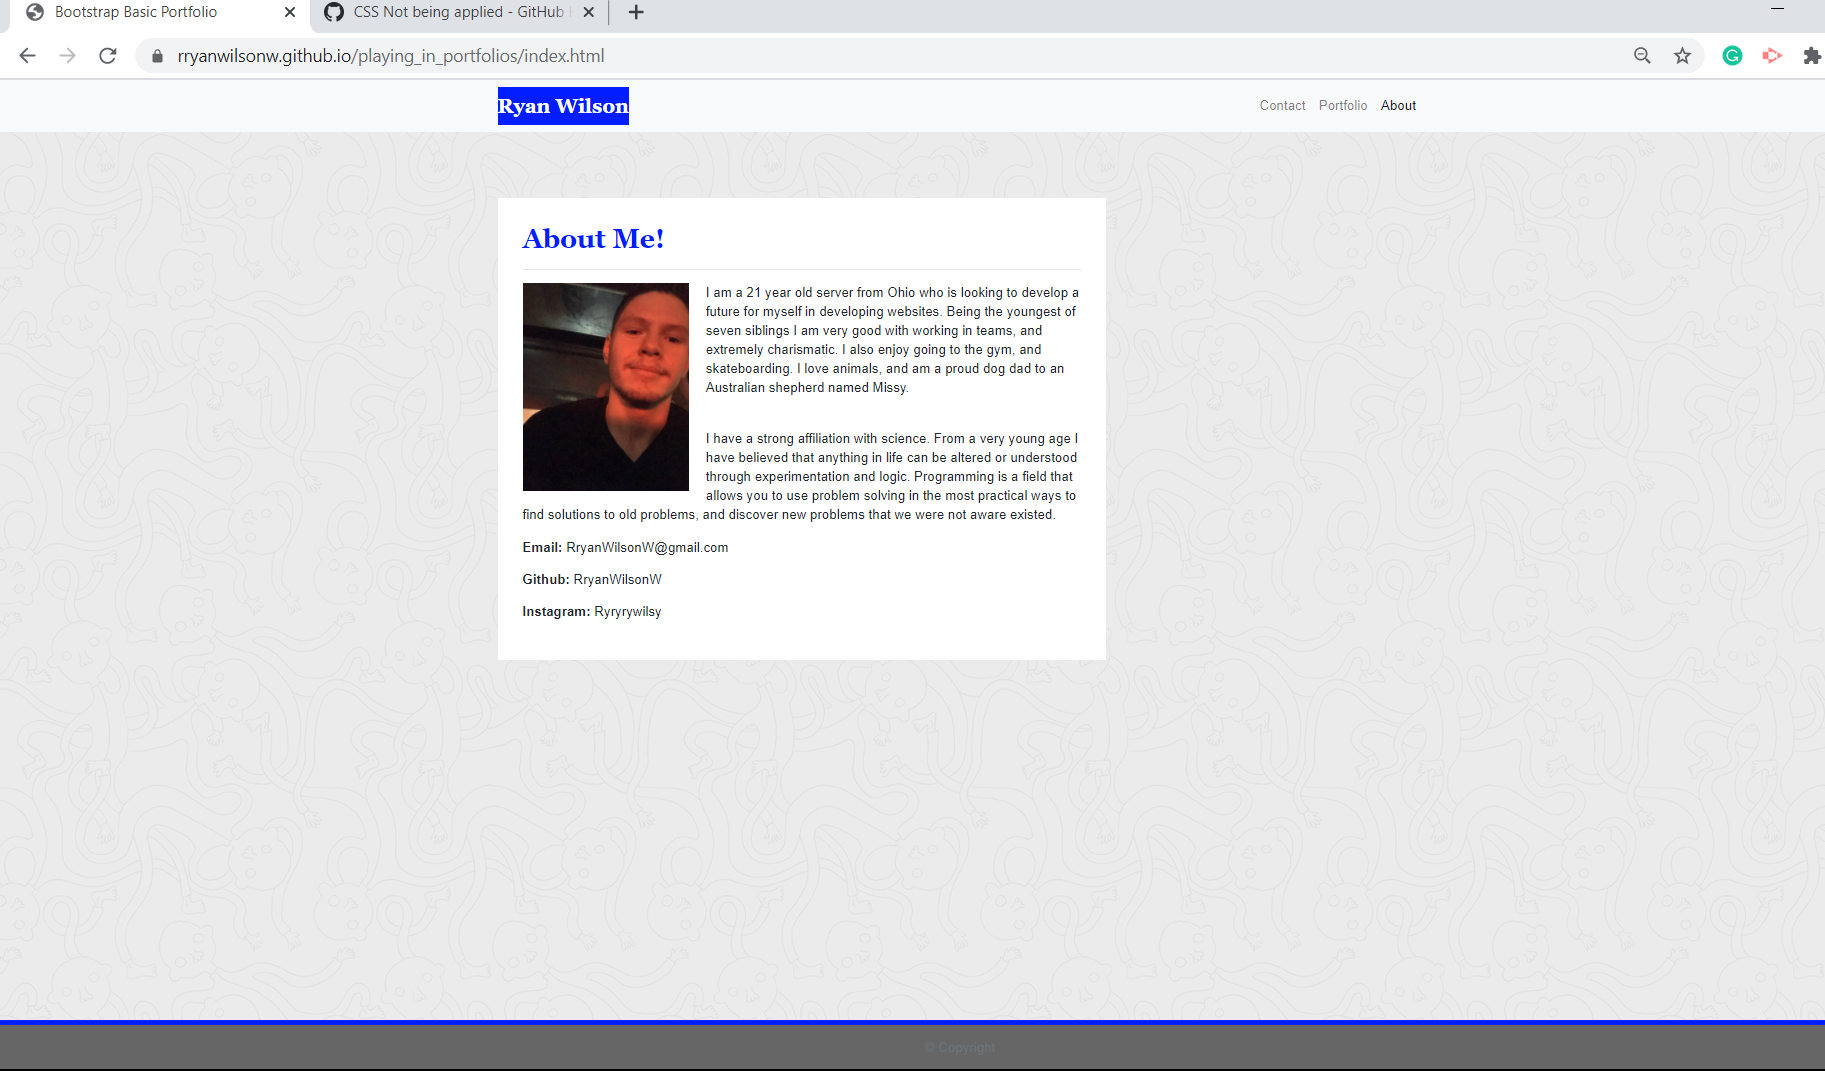 Bootstrap Basic Portfolio
CSS Not being applied - GitHub
rryanwilsonw.github.io/playing_in_portfolios/index.html
Ryan Wilson
Contact Portfolio About
About Me!
I am a 21 year old server from Ohio who is looking to develop a
future for myself in developing websites. Being the youngest of
seven siblings I am very good with working in teams, and
extremely charismatic. I also enjoy going to the gym, and
skateboarding. I love animals, and am a proud dog dad to an
Australian shepherd named Missy.
I have a strong affiliation with science. From a very young age I
have believed that anything in life can be altered or understood
through experimentation and logic. Programming is a field that
allows you to use problem solving in the most practical ways to
find solutions to old problems, and discover new problems that we were not aware existed.
Email: RryanWilsonW@gmail.com
Github: RryanWilsonW
Instagram: Ryryrywilsy
© Copyright